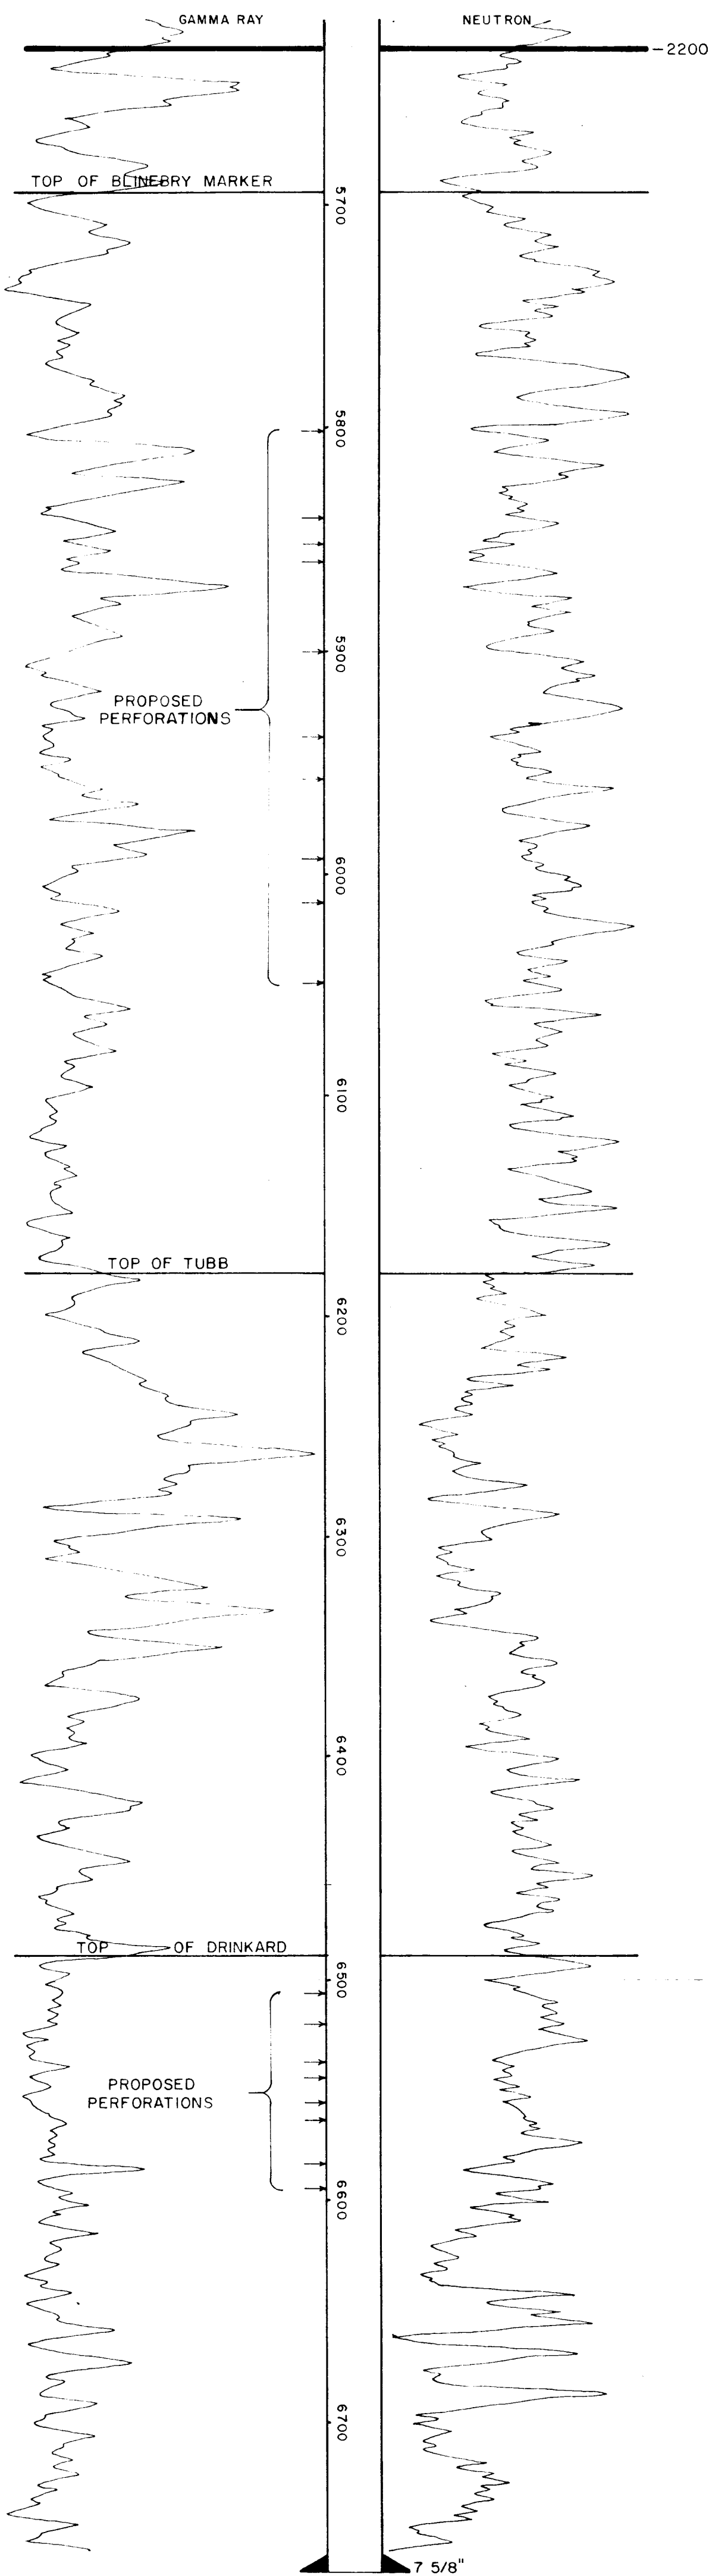 GAMMA RAY
NEUTRON
-2200
TOP OF BLINEBRY MARKER
5700
5800
5900
PROPOSED
PERFORATIONS
6000
6100
TOP OF TUBB
6200
6300
6400
TOP OF DRINKARD
6500
PROPOSED
PERFORATIONS
6600
6700
7 5/8"